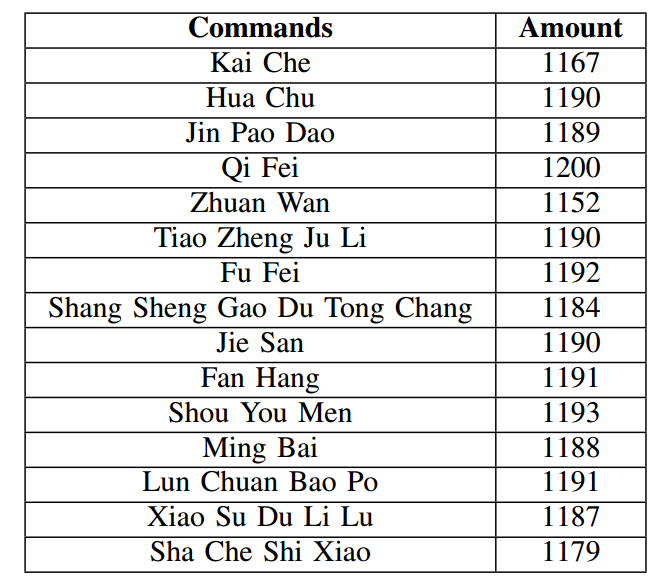 Commands Amount
Kai Che 1167
Hua Chu 1190
Jin Pao Dao 1189
Qi Fei 1200
Zhuan Wan 1152
Tiao Zheng Ju Li 1190
Fu Fei 1192
Shang Sheng Gao Du Tong Chang 1184
Jie San 1190
Fan Hang 1191
Shou You Men 1193
Ming Bai 1188
Lun Chuan Bao Po 1191
Xiao Su Du Li Lu 1187
Sha Che Shi Xiao 1179